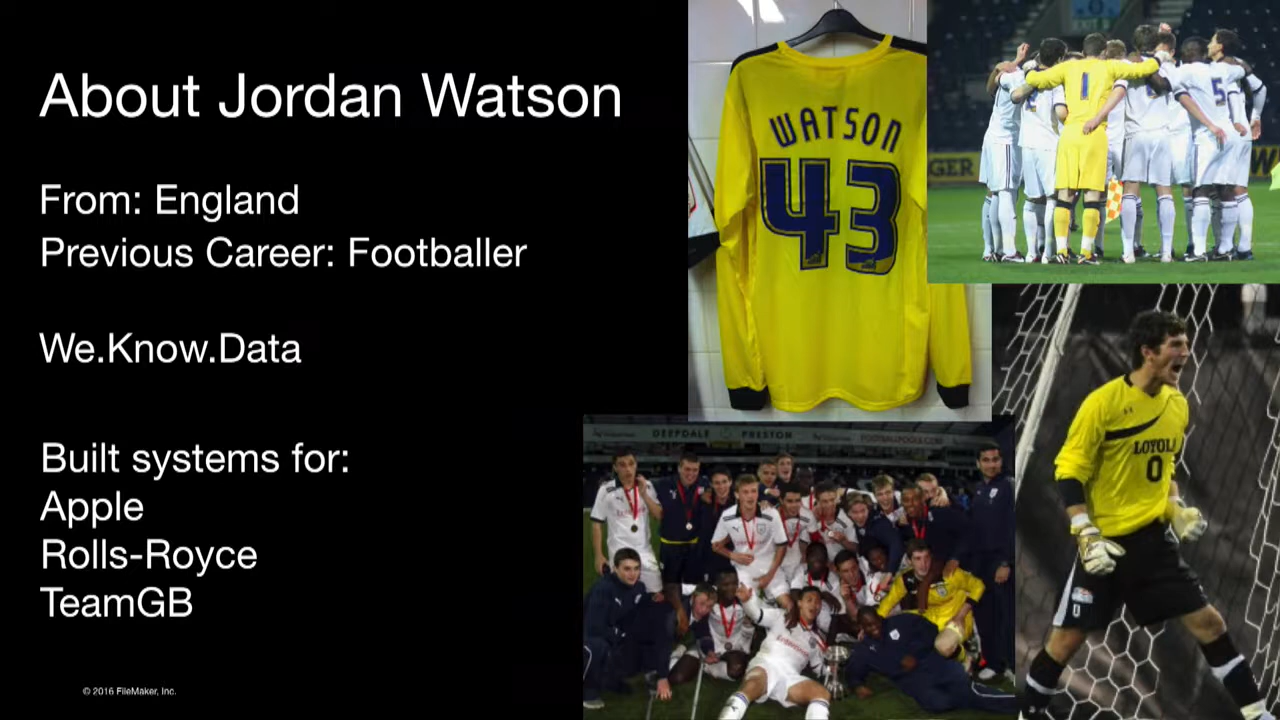 About Jordan Watson
From: England
Previous Career: Footballer
We.Know.Data
Built systems for:
Apple
Rolls-Royce
TeamGB
© 2016 FileMaker, Inc.
WATSON
43
1
5
GER
DEEPDALE PRESTON
LOYOLA
0